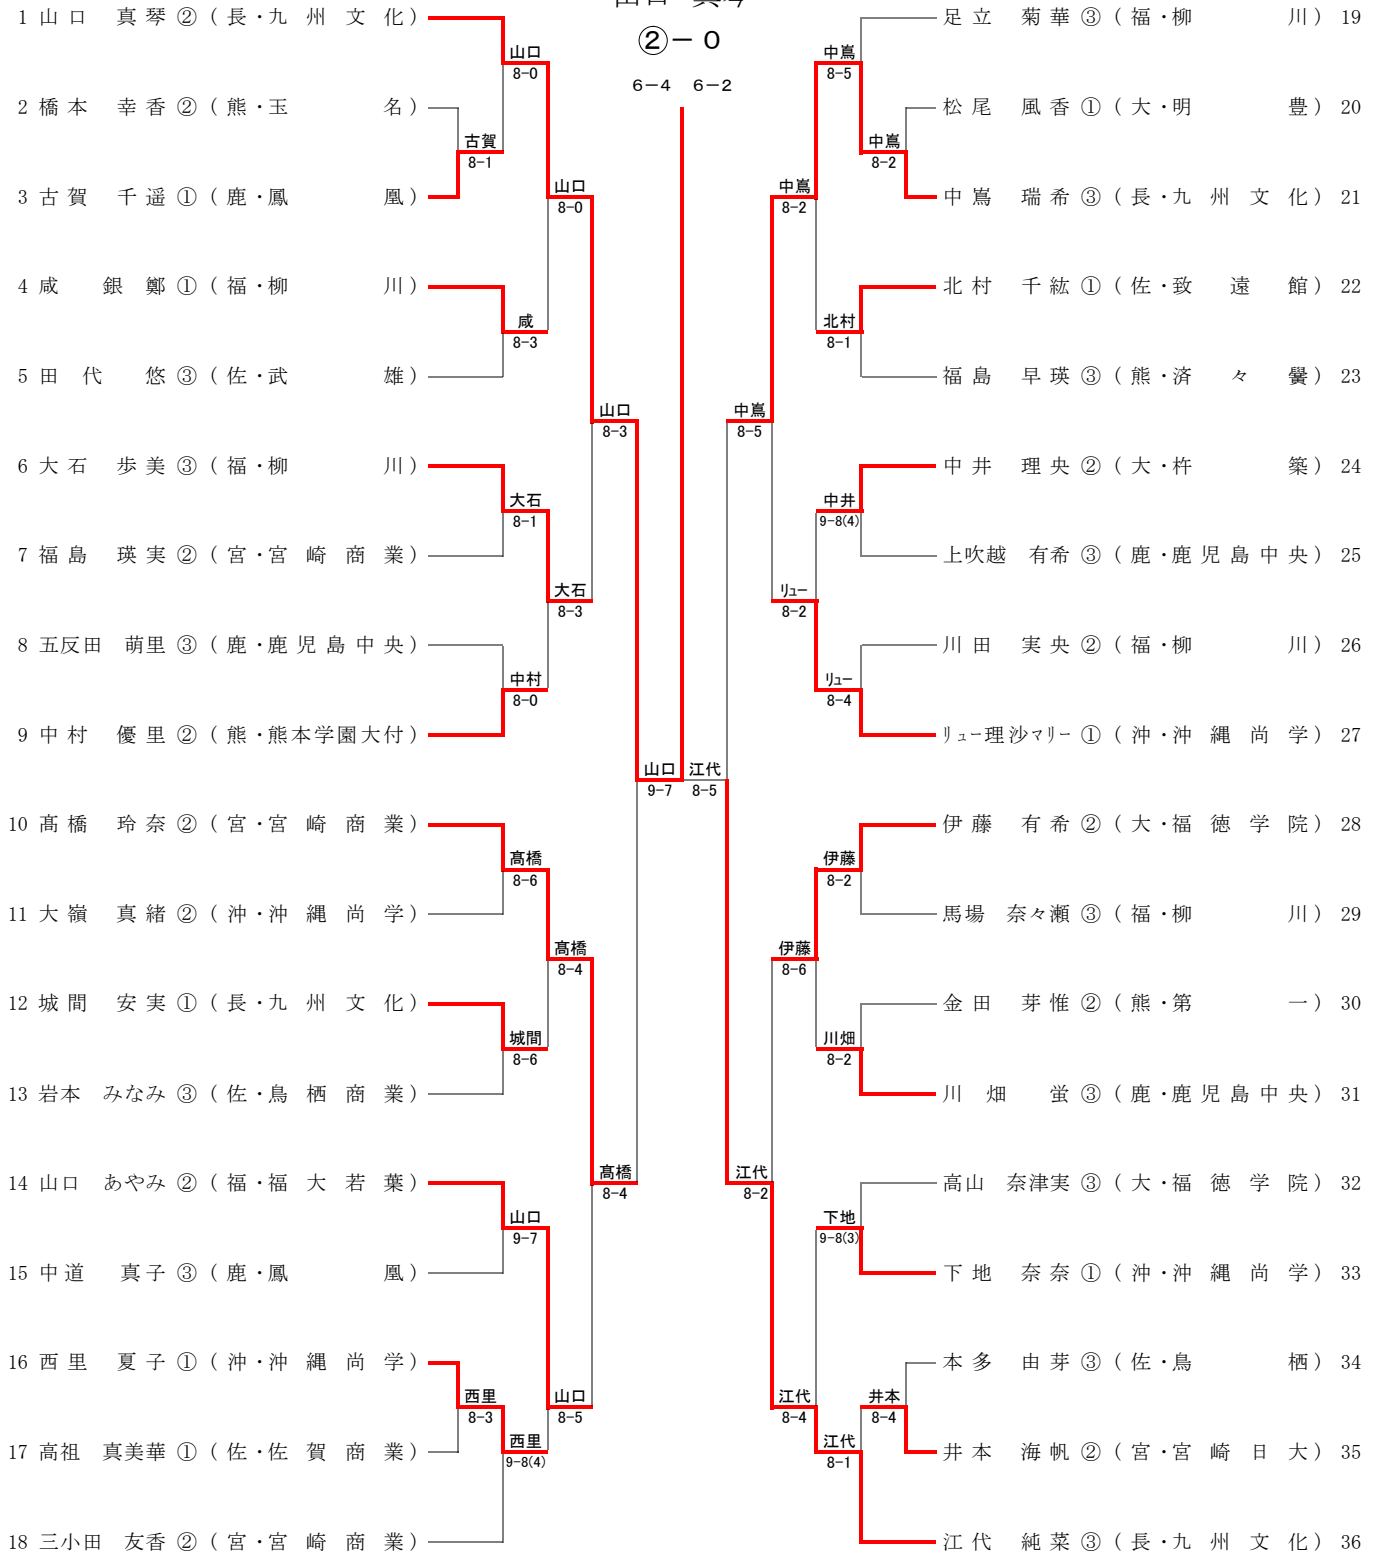 山口 真琴
②－0
6－4 6－2
1 山口 真琴 ② (長・九州文化)
2 橋本 幸香 ② (熊・玉名)
3 古賀 千遥 ① (鹿・鳳凰)
4 咸 銀鄭 ① (福・柳川)
5 田代 悠 ③ (佐・武雄)
6 大石 歩美 ③ (福・柳川)
7 福島 瑛実 ② (宮・宮崎商業)
8 五反田 萌里 ③ (鹿・鹿児島中央)
9 中村 優里 ② (熊・熊本学園大付)
10 髙橋 玲奈 ② (宮・宮崎商業)
11 大嶺 真緒 ② (沖・沖縄尚学)
12 城間 安実 ① (長・九州文化)
13 岩本 みなみ ③ (佐・鳥栖商業)
14 山口 あやみ ② (福・福大若葉)
15 中道 真子 ③ (鹿・鳳凰)
16 西里 夏子 ① (沖・沖縄尚学)
17 高祖 真美華 ① (佐・佐賀商業)
18 三小田 友香 ② (宮・宮崎商業)
古賀
8-1
西里
8-3
山口
8-0
咸
8-3
大石
8-1
中村
8-0
髙橋
8-6
城間
8-6
山口
9-7
西里
9-8(4)
山口
8-0
大石
8-3
髙橋
8-4
山口
8-5
山口
8-3
髙橋
8-4
山口
9-7
江代
8-5
中嶌
8-5
江代
8-2
中嶌
8-2
リュー
8-2
伊藤
8-6
江代
8-4
中嶌
8-5
北村
8-1
中井
9-8(4)
リュー
8-4
伊藤
8-2
川畑
8-2
下地
9-8(3)
江代
8-1
中嶌
8-2
井本
8-4
足立 菊華 ③ (福・柳川) 19
松尾 風香 ① (大・明豊) 20
中嶌 瑞希 ③ (長・九州文化) 21
北村 千紘 ① (佐・致遠館) 22
福島 早瑛 ③ (熊・済々黌) 23
中井 理央 ② (大・杵築) 24
上吹越 有希 ③ (鹿・鹿児島中央) 25
川田 実央 ② (福・柳川) 26
リュー理沙マリー ① (沖・沖縄尚学) 27
伊藤 有希 ② (大・福徳学院) 28
馬場 奈々瀬 ③ (福・柳川) 29
金田 芽惟 ② (熊・第一) 30
川畑 蛍 ③ (鹿・鹿児島中央) 31
高山 奈津実 ③ (大・福徳学院) 32
下地 奈奈 ① (沖・沖縄尚学) 33
本多 由芽 ③ (佐・鳥栖) 34
井本 海帆 ② (宮・宮崎日大) 35
江代 純菜 ③ (長・九州文化) 36